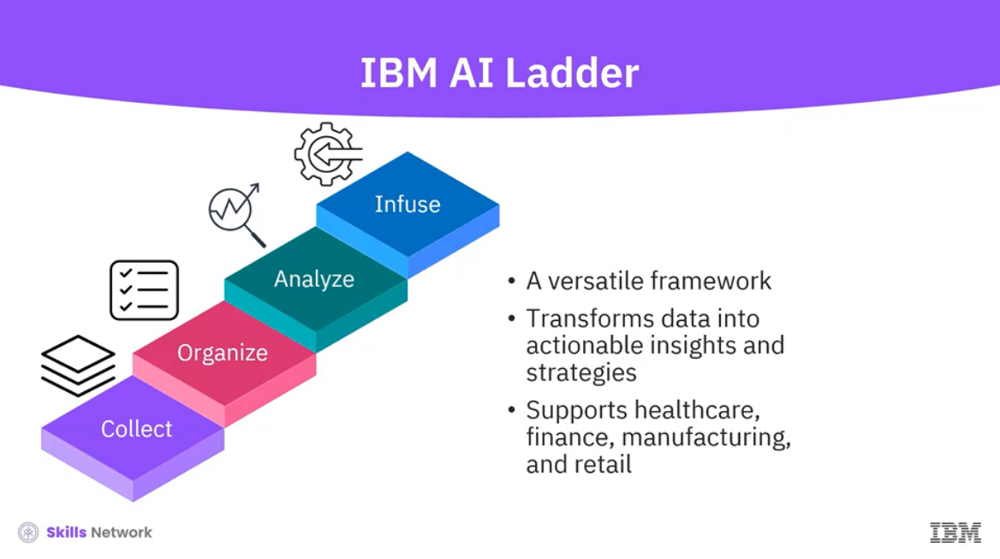 IBM AI Ladder
Infuse
Analyze
Organize
Collect
• A versatile framework
• Transforms data into
actionable insights and
strategies
• Supports healthcare,
finance, manufacturing,
and retail
Skills Network
IBM